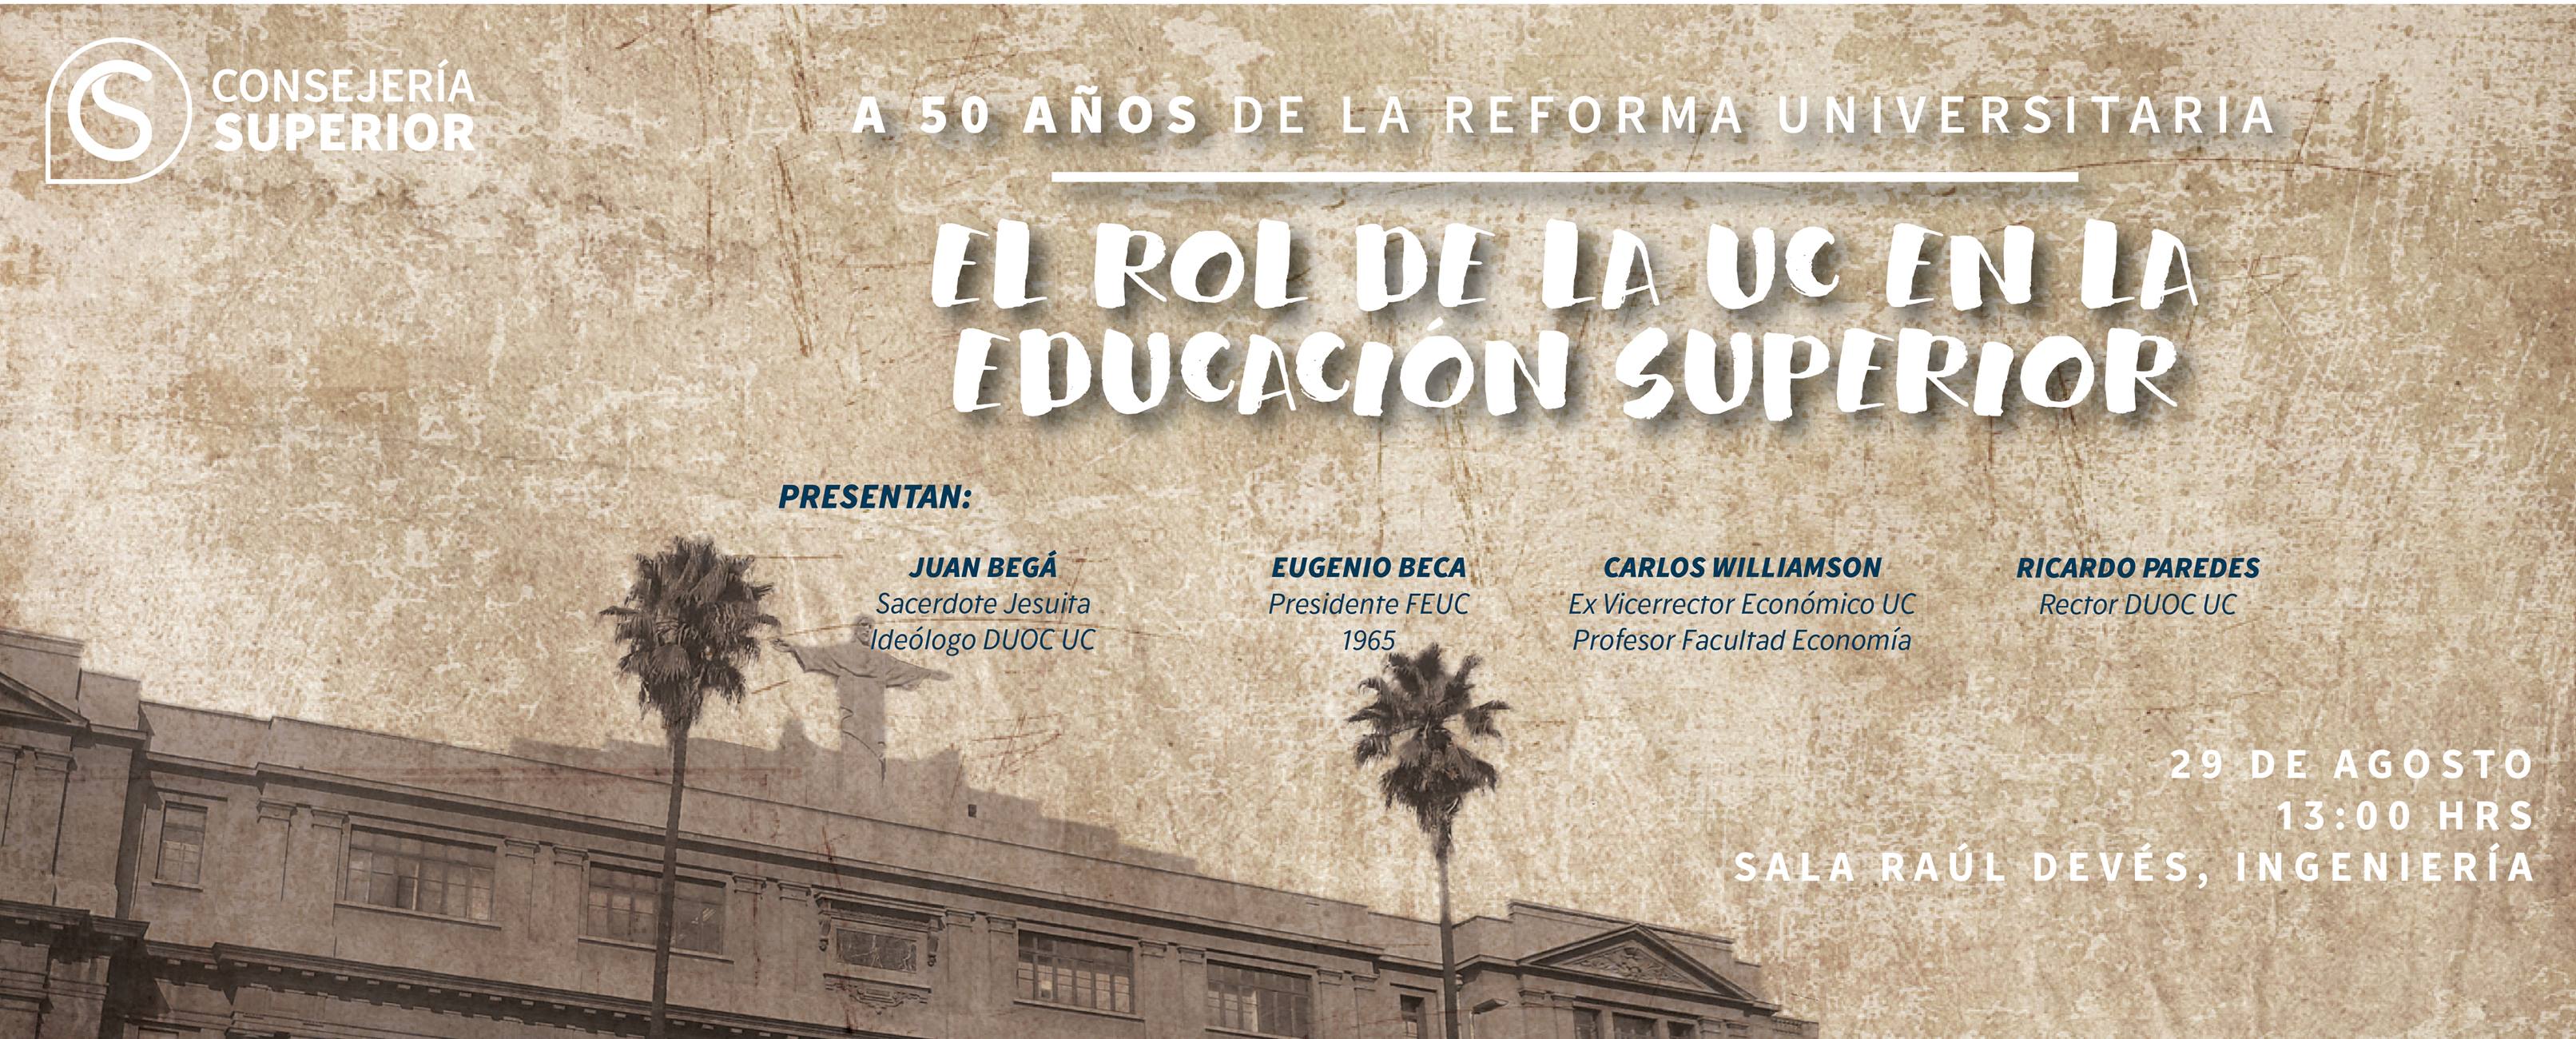 CONSEJERÍA
SUPERIOR
A 50 AÑOS DE LA REFORMA UNIVERSITARIA
EL ROL DE LA UC EN LA
EDUCACIÓN SUPERIOR
PRESENTAN:
JUAN BEGÁ
Sacerdote Jesuita
Ideólogo DUOC UC
EUGENIO BECA
Presidente FEUC
1965
CARLOS WILLIAMSON
Ex Vicerrector Económico UC
Profesor Facultad Economía
RICARDO PAREDES
Rector DUOC UC
29 DE AGOSTO
13:00 HRS
SALA RAÚL DEVÉS, INGENIERÍA